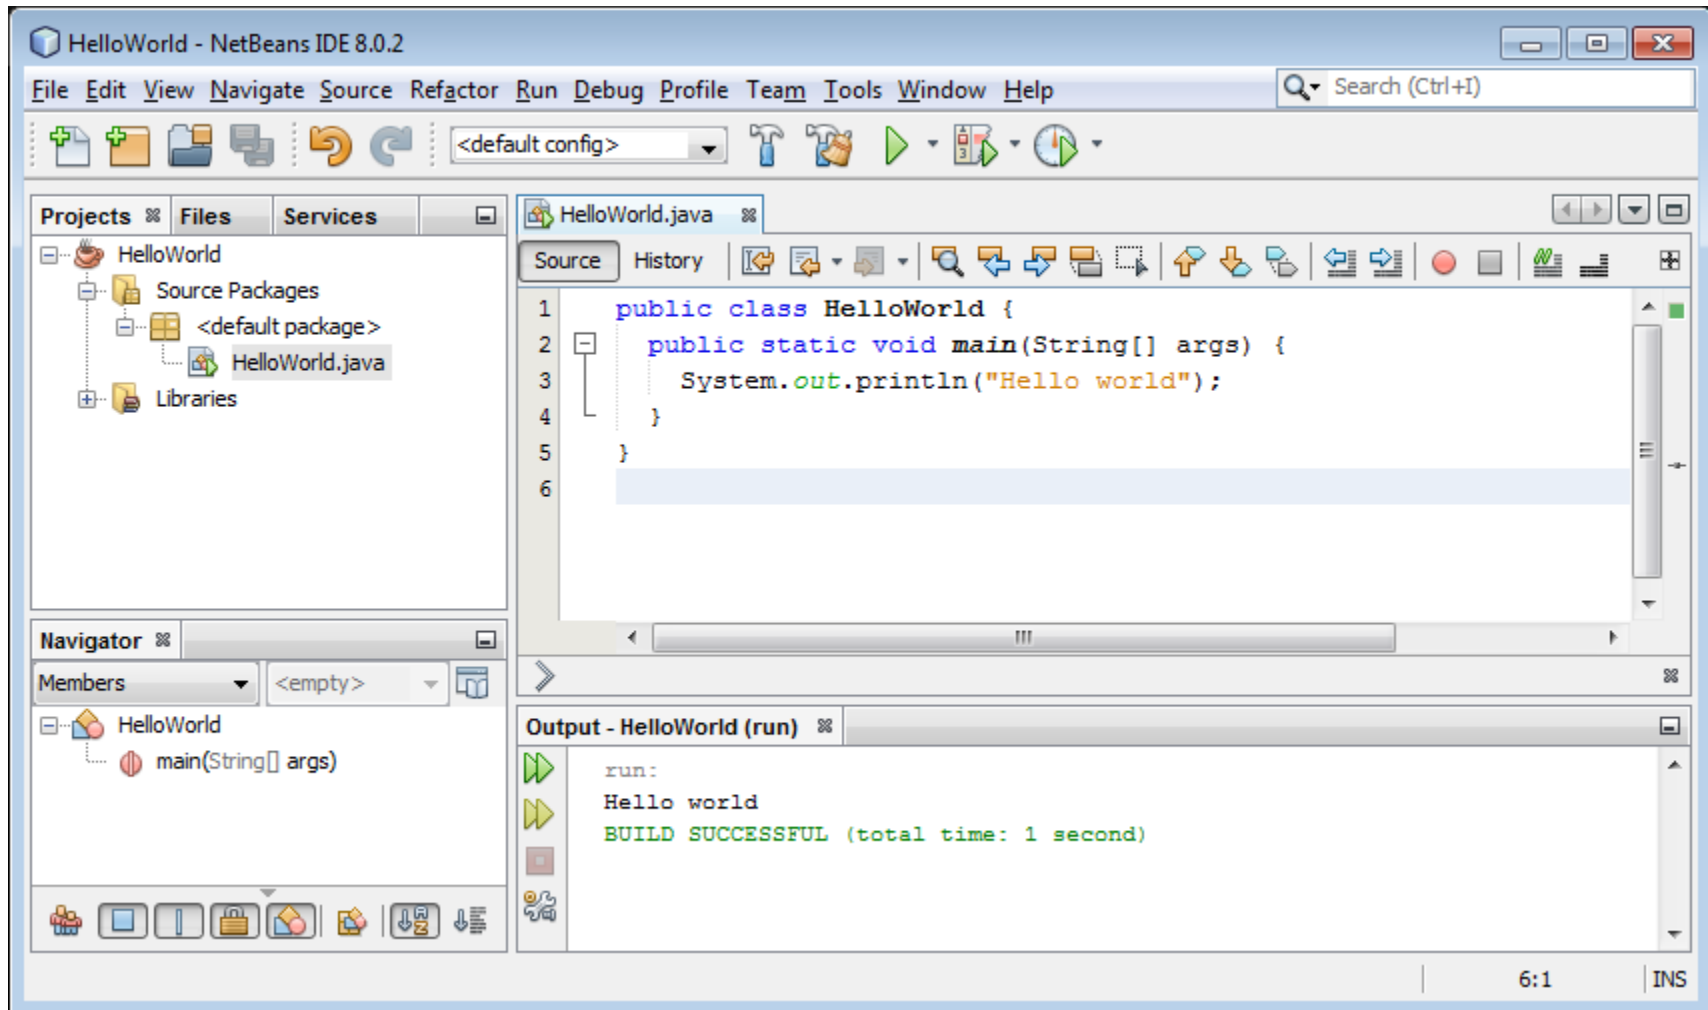 HelloWorld - NetBeans IDE 8.0.2
File Edit View Navigate Source Refactor Run Debug Profile Team Tools Window Help
Search (Ctrl+I)
<default config>
Projects Files Services
HelloWorld
Source Packages
<default package>
HelloWorld.java
Libraries
HelloWorld.java
Source History
1 public class HelloWorld {
2 public static void main(String[] args) {
3 System.out.println("Hello world");
4 }
5 }
6
Navigator
Members <empty>
HelloWorld
main(String[] args)
Output - HelloWorld (run)
run:
Hello world
BUILD SUCCESSFUL (total time: 1 second)
6:1 INS